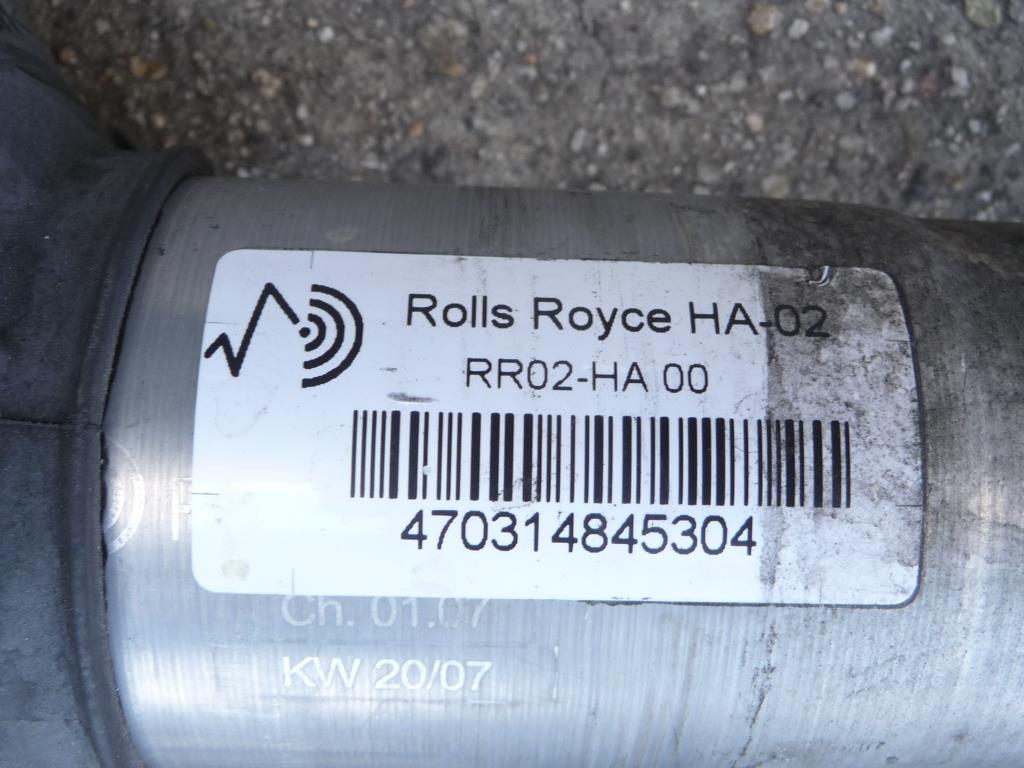 Rolls Royce HA-02
RR02-HA 00
470314845304
Ch. 01.07
KW 20/07